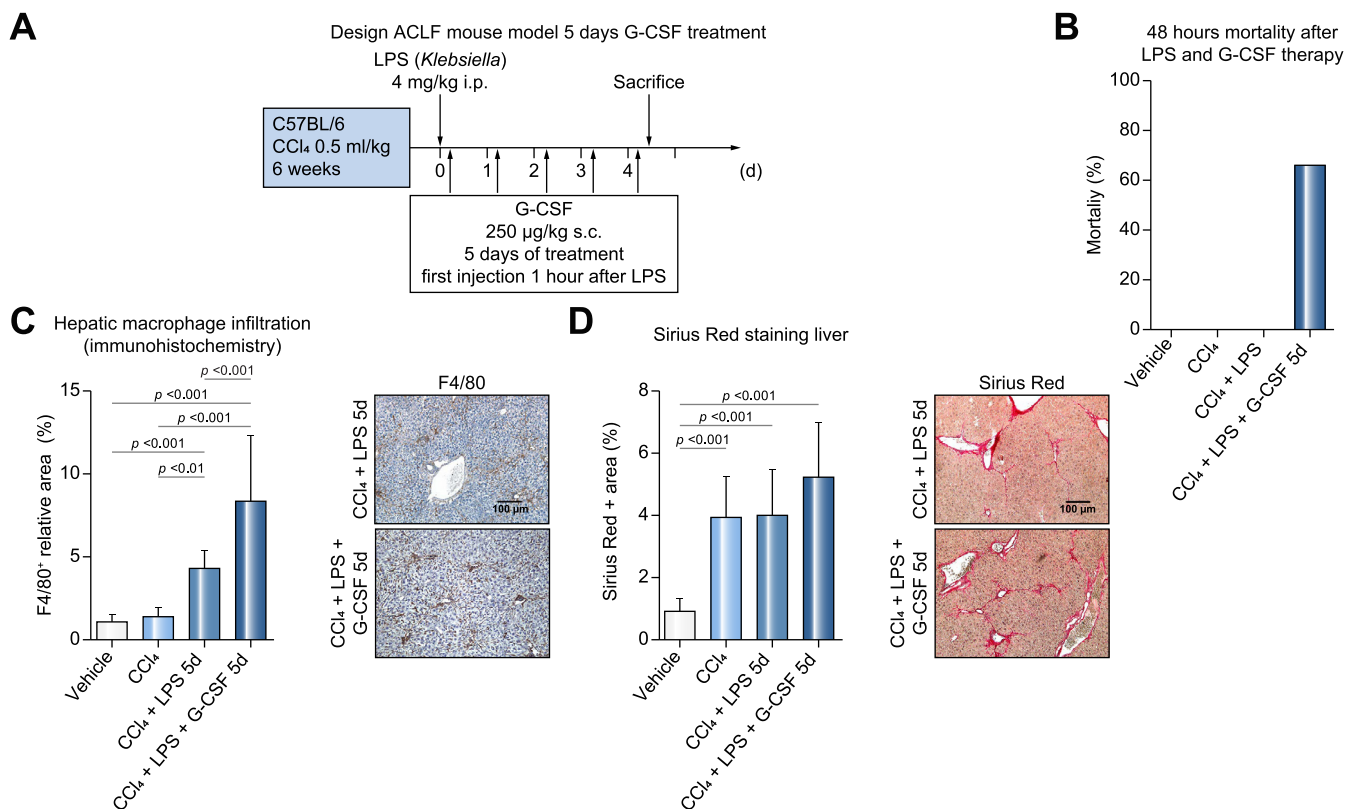 A
Design ACLF mouse model 5 days G-CSF treatment
LPS (Klebsiella)
4 mg/kg i.p.
Sacrifice
C57BL/6
CCl₄ 0.5 ml/kg
6 weeks
0 1 2 3 4 (d)
G-CSF
250 µg/kg s.c.
5 days of treatment
first injection 1 hour after LPS
B
48 hours mortality after
LPS and G-CSF therapy
Mortaliy (%)
100
80
60
40
20
0
Vehicle
CCl₄
CCl₄ + LPS
CCl₄ + LPS + G-CSF 5d
C
Hepatic macrophage infiltration
(immunohistochemistry)
F4/80⁺ relative area (%)
15
10
5
0
p <0.001
p <0.001
p <0.001
p <0.001
p <0.01
Vehicle
CCl₄
CCl₄ + LPS 5d
CCl₄ + LPS + G-CSF 5d
F4/80
CCl₄ + LPS 5d
100 µm
CCl₄ + LPS +
G-CSF 5d
D
Sirius Red staining liver
Sirius Red + area (%)
8
6
4
2
0
p <0.001
p <0.001
p <0.001
Vehicle
CCl₄
CCl₄ + LPS 5d
CCl₄ + LPS + G-CSF 5d
Sirius Red
CCl₄ + LPS 5d
100 µm
CCl₄ + LPS +
G-CSF 5d